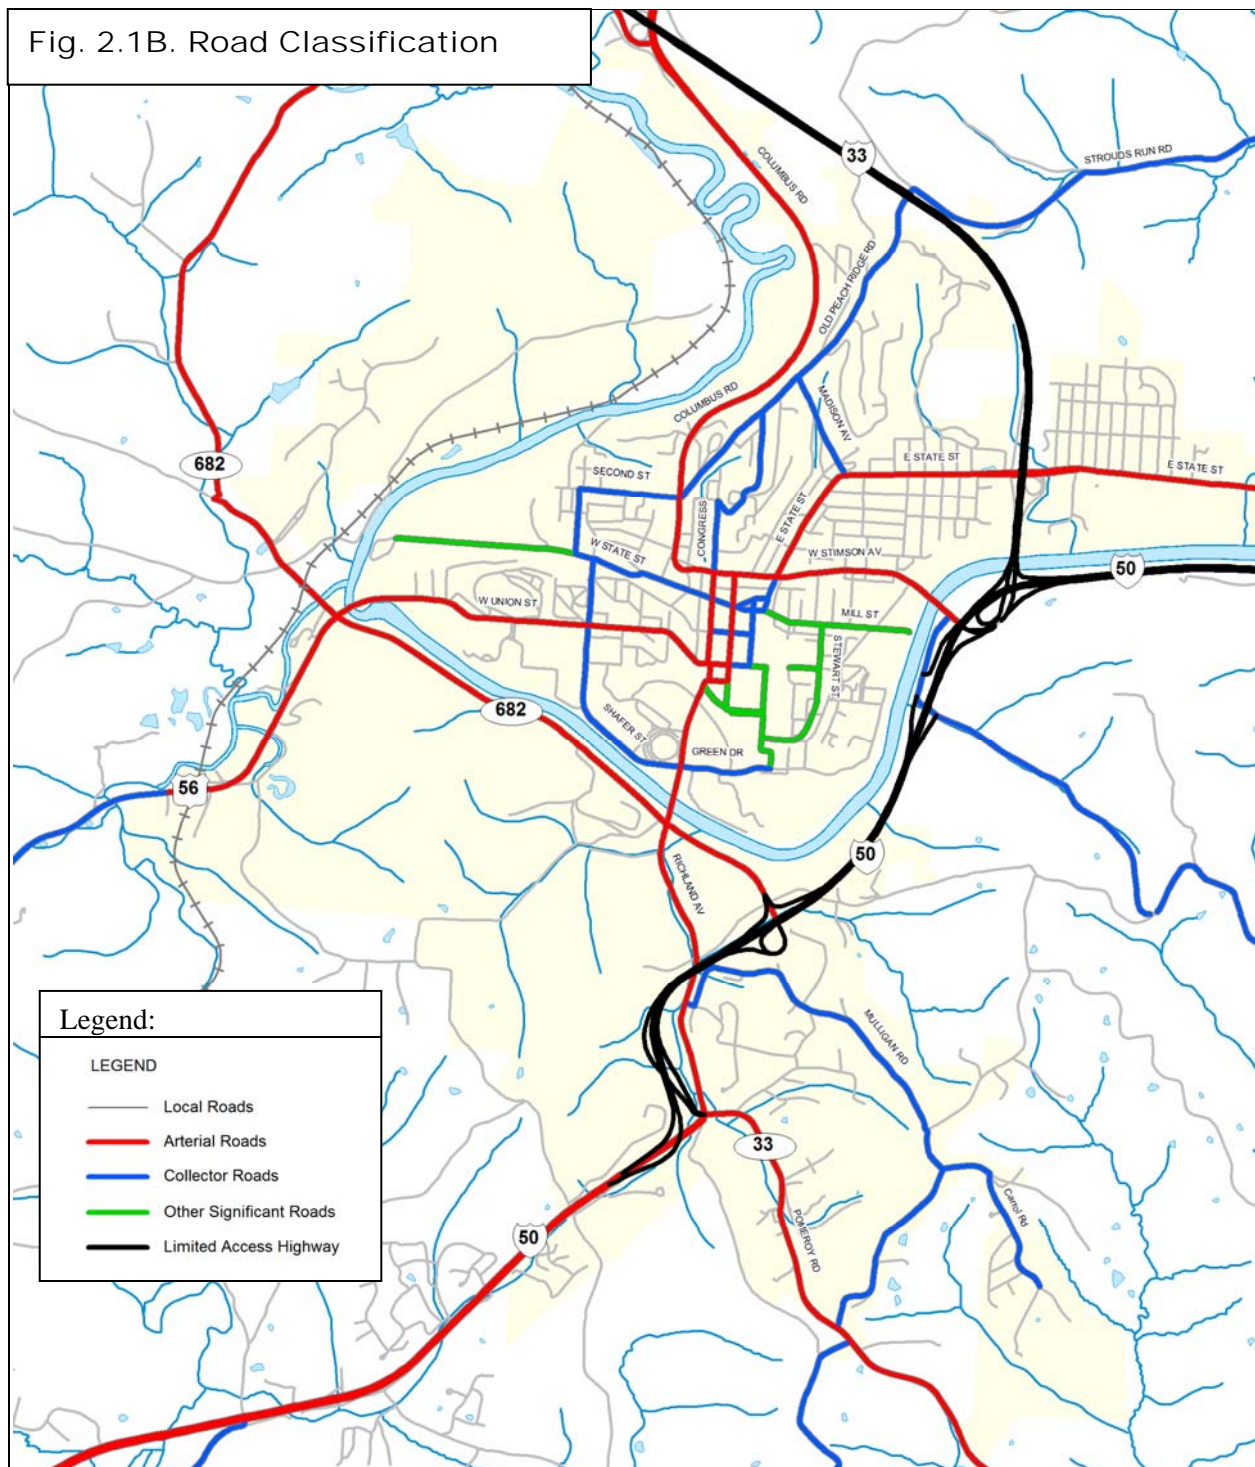 Fig. 2.1B. Road Classification
COLUMBUS RD
33
STROUDS RUN RD
OLD PEACH RIDGE RD
COLUMBUS RD
MADISON AV
682
SECOND ST
E STATE ST
E STATE ST
CONGRESS
E STATE ST
W STATE ST
W STIMSON AV
50
W UNION ST
MILL ST
STEWART ST
682
SHAFER ST
GREEN DR
56
50
RICHLAND AV
MULLIGAN RD
33
Carrol Rd
POMEROY RD
50
Legend:
LEGEND
Local Roads
Arterial Roads
Collector Roads
Other Significant Roads
Limited Access Highway